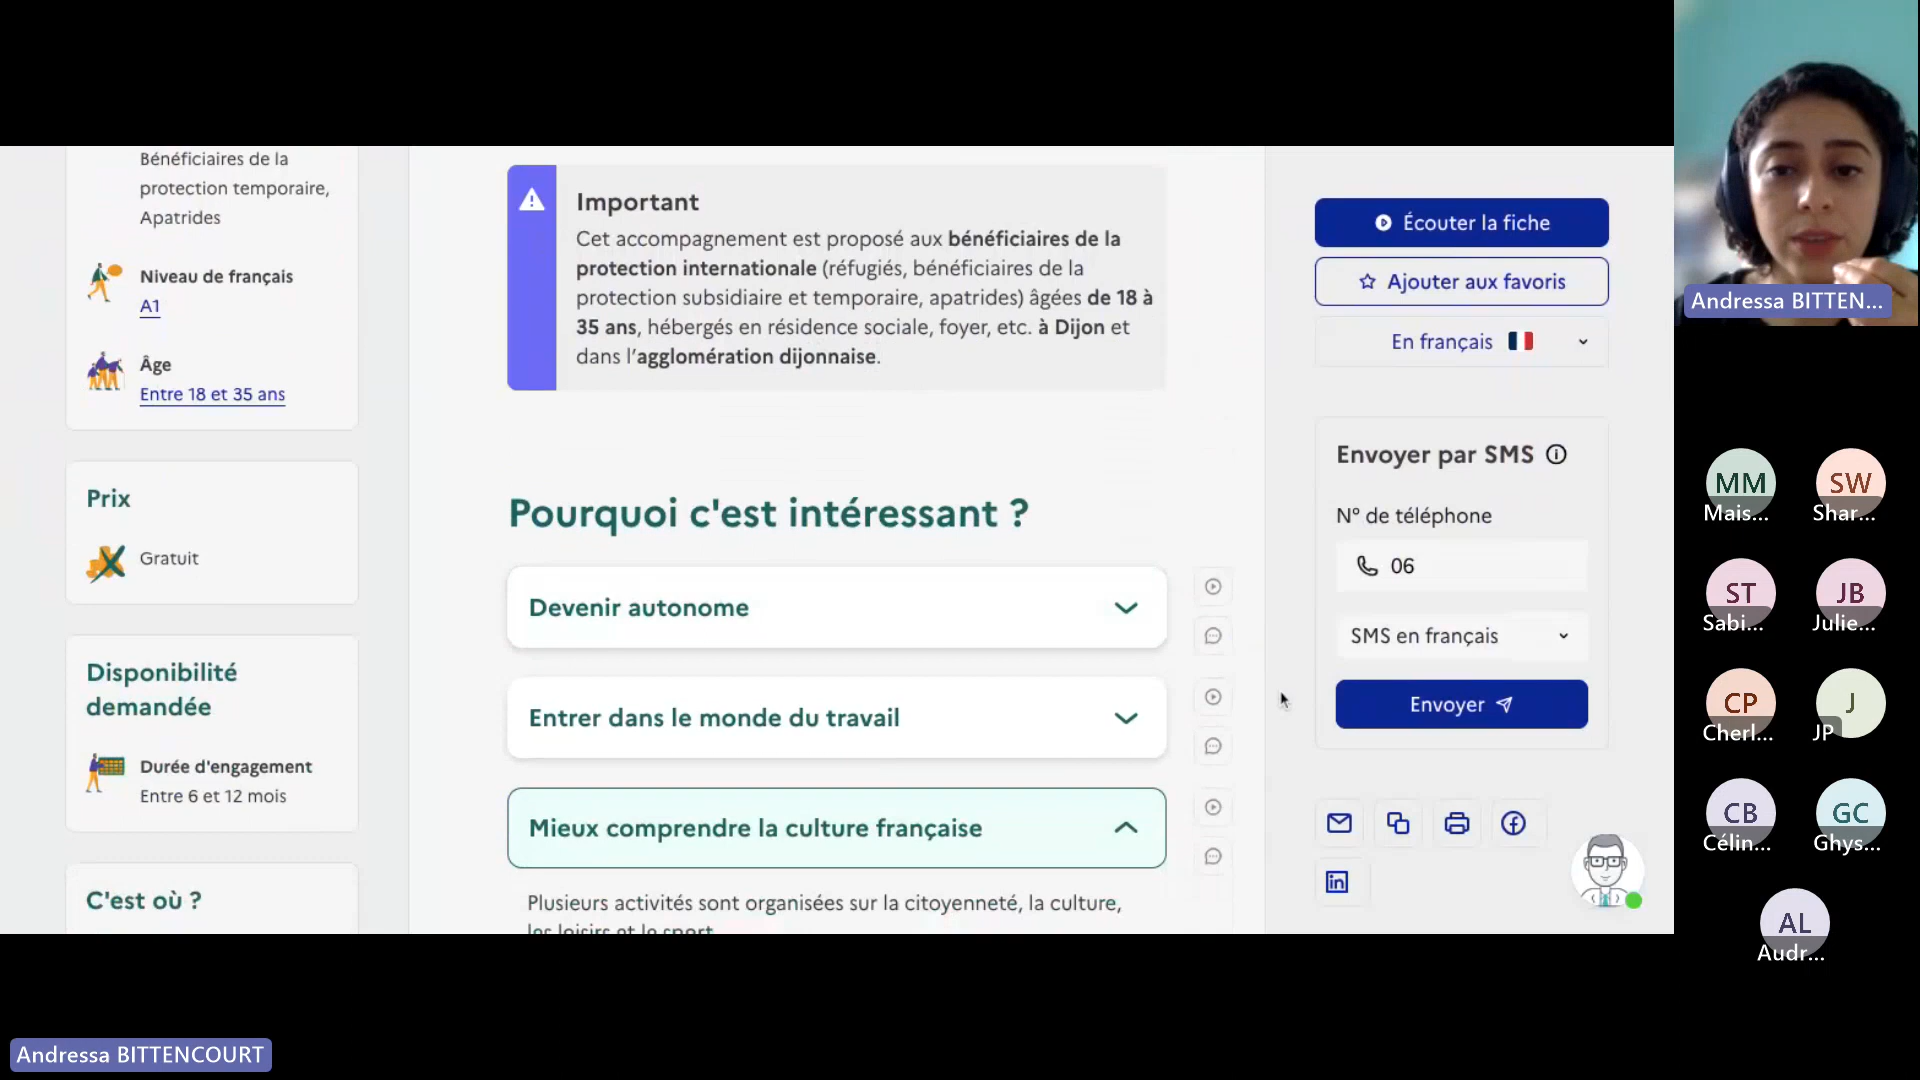 Bénéficiaires de la
protection temporaire,
Apatrides
Niveau de français
A1
Âge
Entre 18 et 35 ans
Prix
Gratuit
Disponibilité
demandée
Durée d'engagement
Entre 6 et 12 mois
C'est où ?
Important
Cet accompagnement est proposé aux bénéficiaires de la
protection internationale (réfugiés, bénéficiaires de la
protection subsidiaire et temporaire, apatrides) âgées de 18 à
35 ans, hébergés en résidence sociale, foyer, etc. à Dijon et
dans l’agglomération dijonnaise.
Pourquoi c'est intéressant ?
Devenir autonome
Entrer dans le monde du travail
Mieux comprendre la culture française
Plusieurs activités sont organisées sur la citoyenneté, la culture,
les loisirs et le sport
Écouter la fiche
Ajouter aux favoris
En français
Envoyer par SMS
N° de téléphone
06
SMS en français
Envoyer
Andressa BITTEN...
MM
Mais...
SW
Shar...
ST
Sabi...
JB
Julie...
CP
Cherl...
J
JP
CB
Célin...
GC
Ghys...
AL
Audr...
Andressa BITTENCOURT